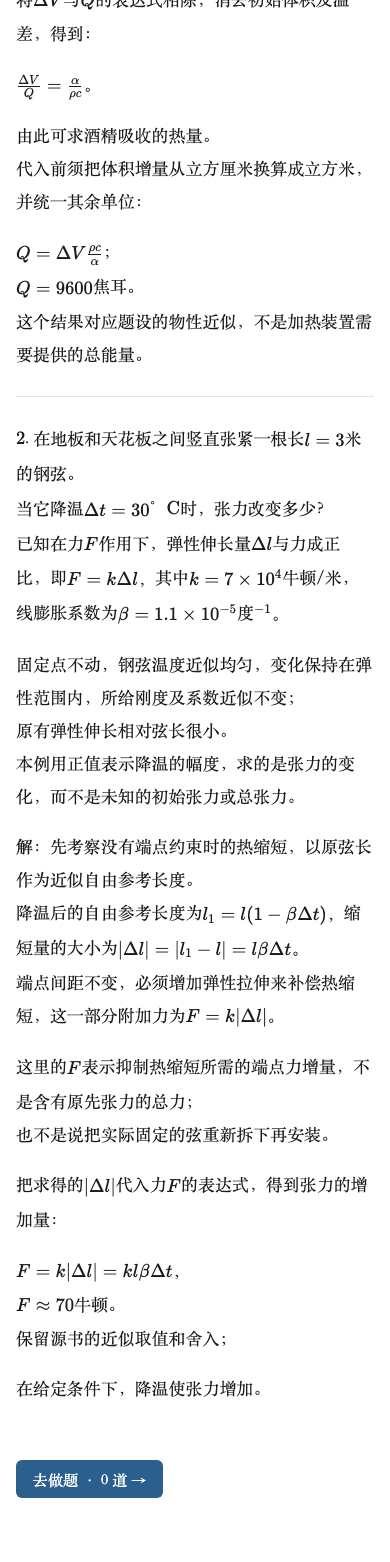 将ΔV与Q的表达式相除，消去初始体积及温
差，得到：
ΔV/Q = α/ρc。
由此可求酒精吸收的热量。
代入前须把体积增量从立方厘米换算成立方米，
并统一其余单位：
Q = ΔV ρc/α；
Q = 9600焦耳。
这个结果对应题设的物性近似，不是加热装置需
要提供的总能量。
2. 在地板和天花板之间竖直张紧一根长l = 3米
的钢弦。
当它降温Δt = 30°C时，张力改变多少？
已知在力F作用下，弹性伸长量Δl与力成正
比，即F = kΔl，其中k = 7 × 10⁴牛顿/米，
线膨胀系数为β = 1.1 × 10⁻⁵度⁻¹。
固定点不动，钢弦温度近似均匀，变化保持在弹
性范围内，所给刚度及系数近似不变；
原有弹性伸长相对弦长很小。
本例用正值表示降温的幅度，求的是张力的变
化，而不是未知的初始张力或总张力。
解：先考察没有端点约束时的热缩短，以原弦长
作为近似自由参考长度。
降温后的自由参考长度为l₁ = l(1 − βΔt)，缩
短量的大小为|Δl| = |l₁ − l| = lβΔt。
端点间距不变，必须增加弹性拉伸来补偿热缩
短，这一部分附加力为F = k|Δl|。
这里的F表示抑制热缩短所需的端点力增量，不
是含有原先张力的总力；
也不是说把实际固定的弦重新拆下再安装。
把求得的|Δl|代入力F的表达式，得到张力的增
加量：
F = k|Δl| = klβΔt，
F ≈ 70牛顿。
保留源书的近似取值和舍入；
在给定条件下，降温使张力增加。
去做题 · 0 道 →